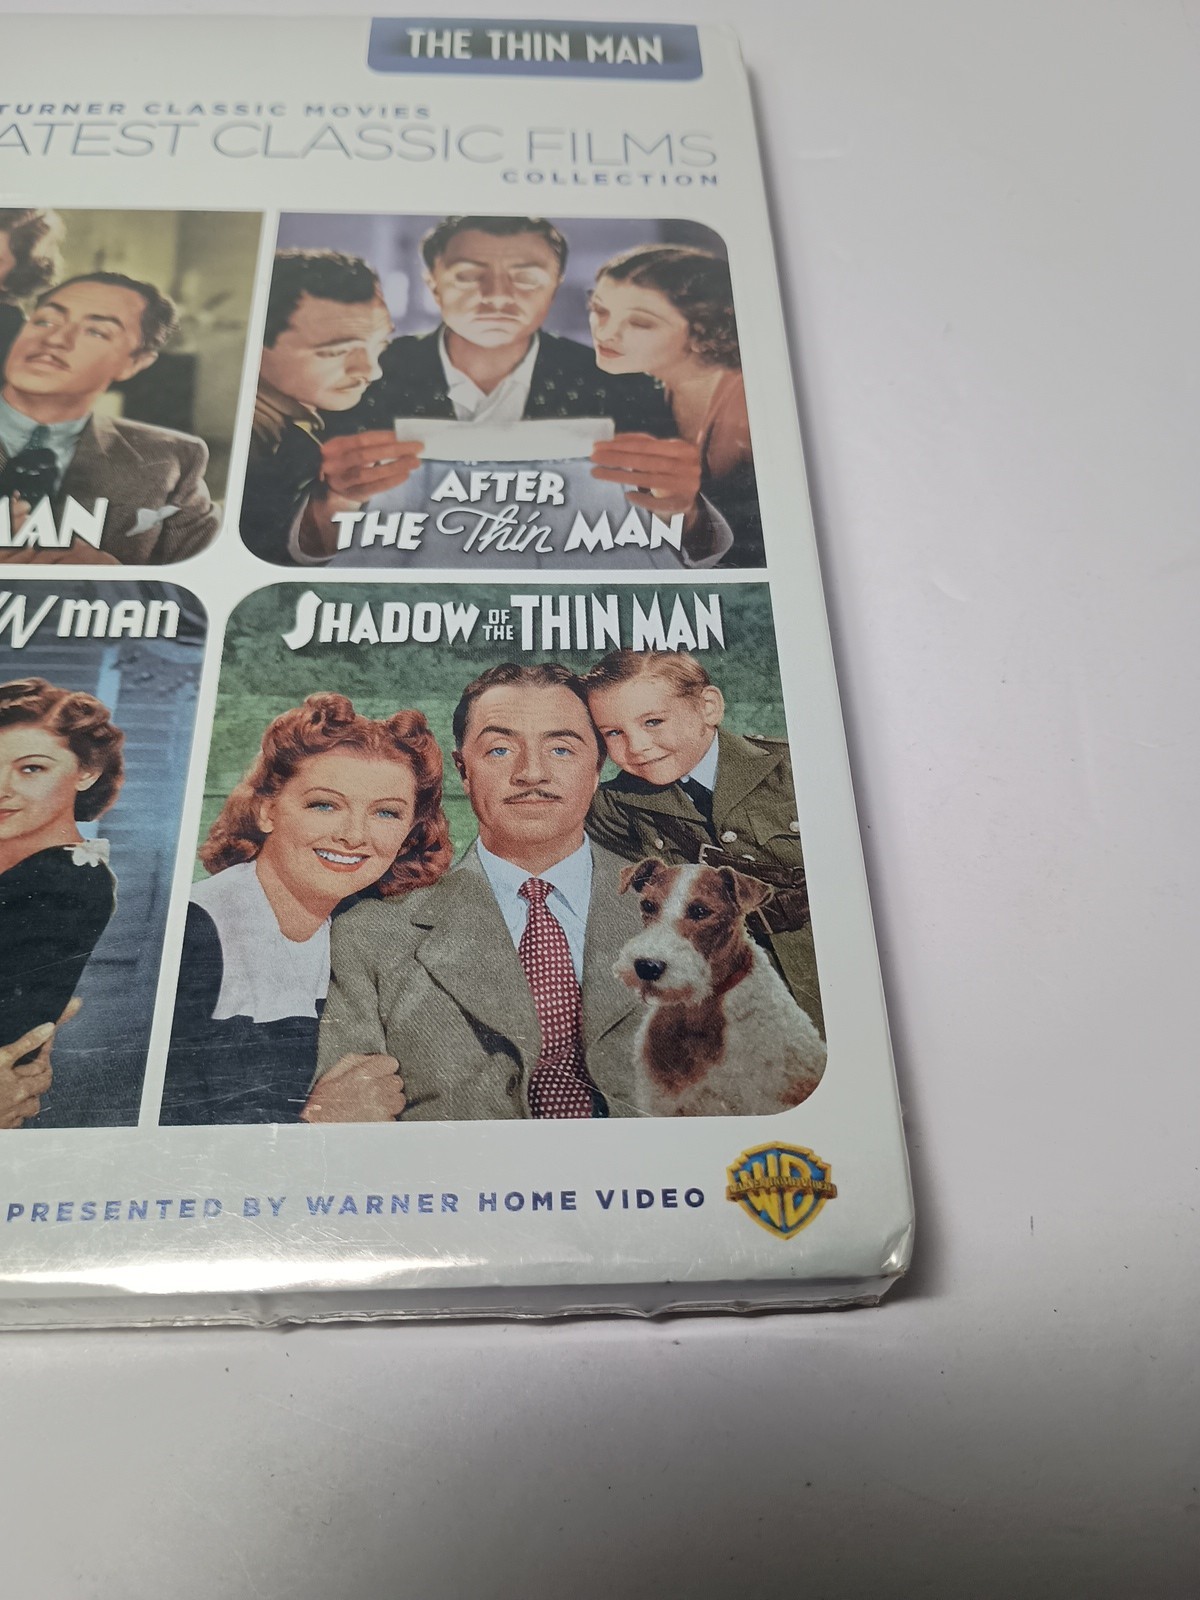 THE THIN MAN
TURNER CLASSIC MOVIES
ATEST CLASSIC FILMS
COLLECTION
MAN
AFTER
THE Thin MAN
IN man
SHADOW OF THE THIN MAN
PRESENTED BY WARNER HOME VIDEO
WB